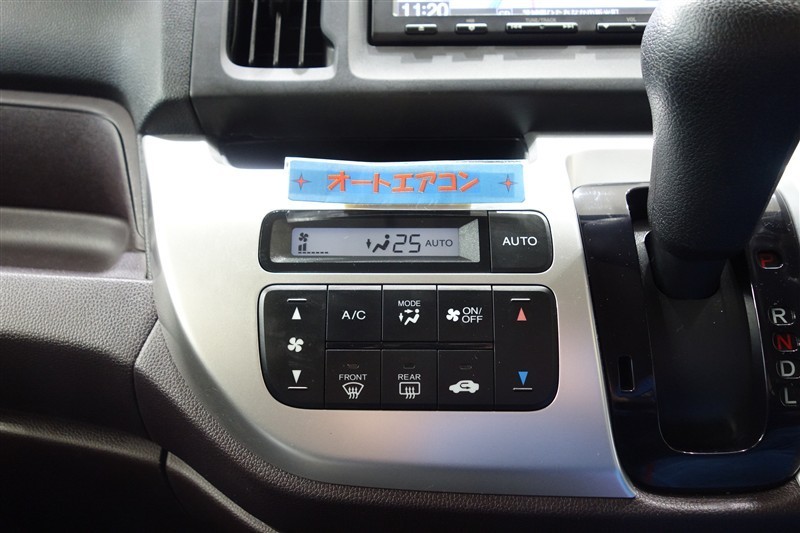 11:20
オートエアコン
25 AUTO
AUTO
A/C
MODE
ON/
OFF
FRONT
REAR
P
R
N
D
L